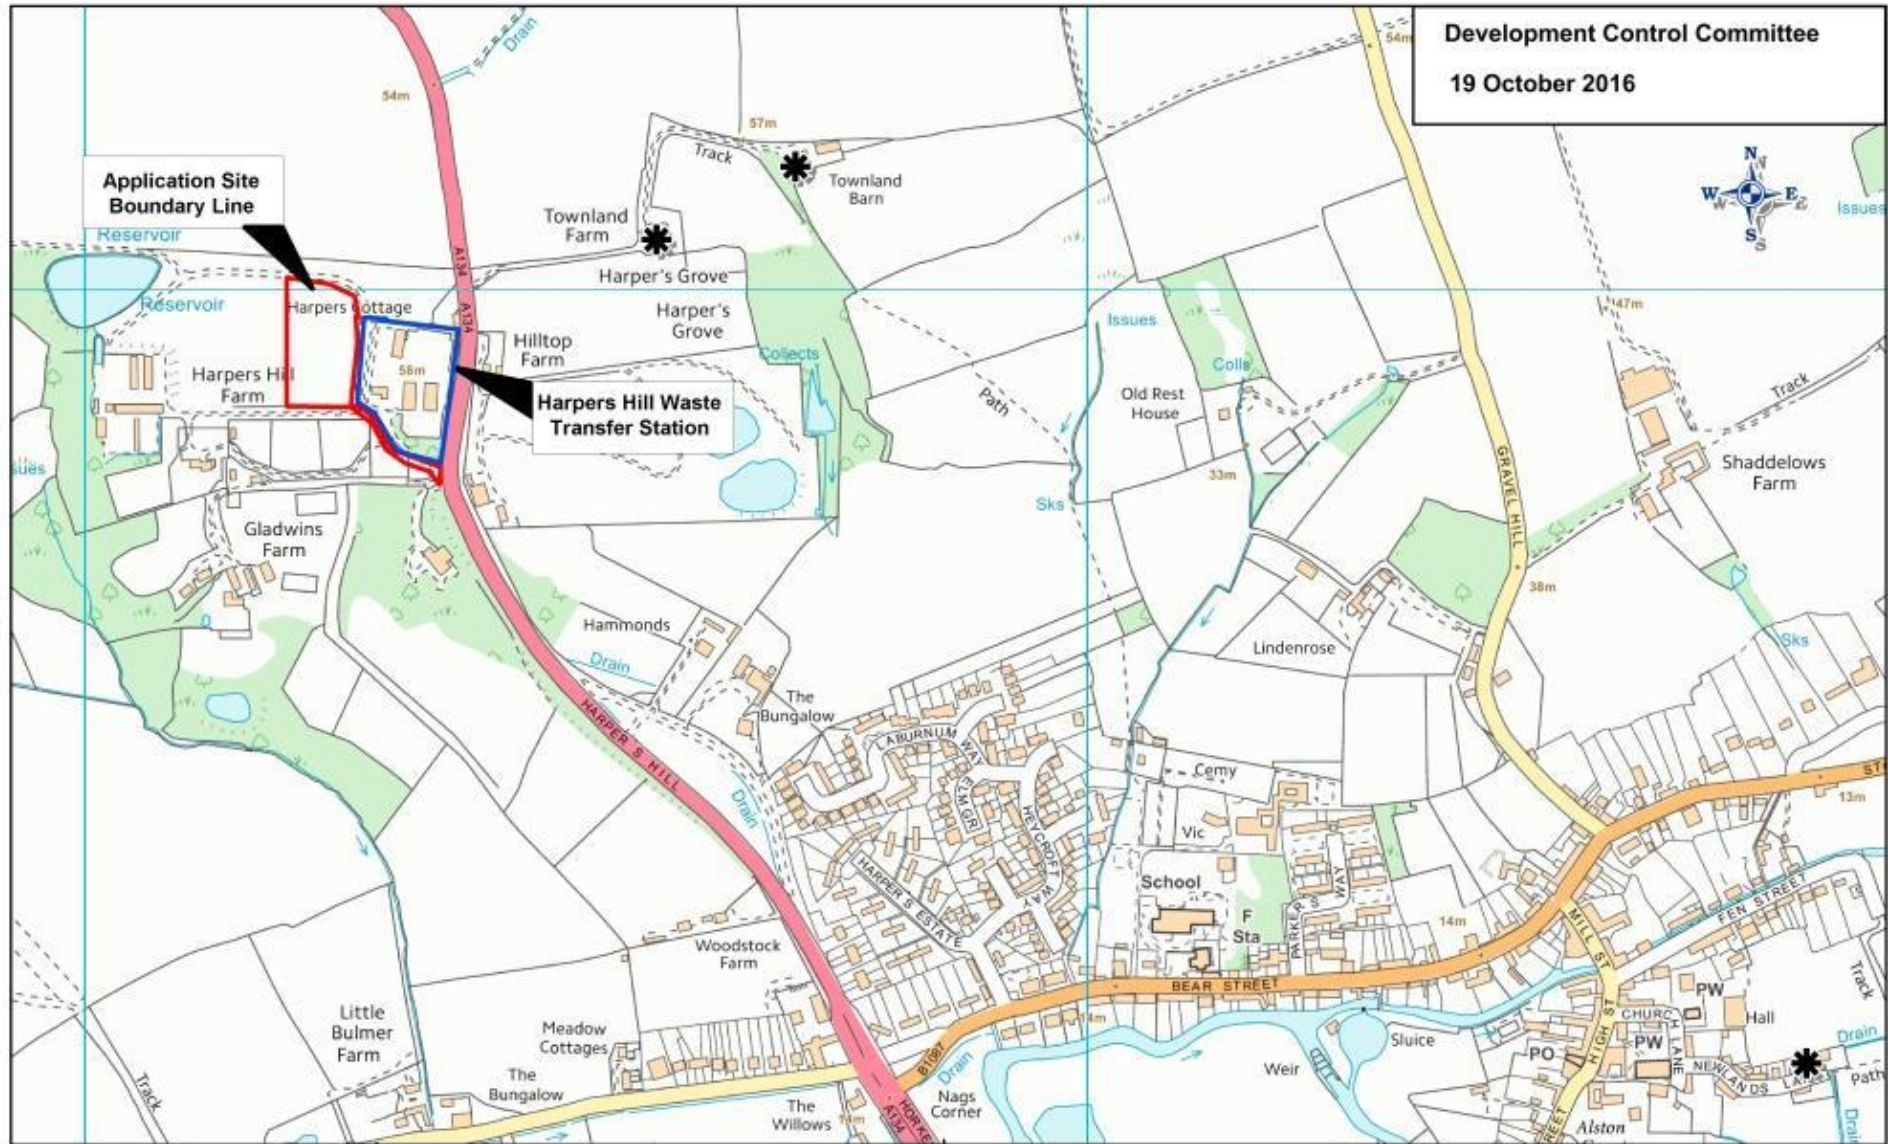 Development Control Committee
19 October 2016
N
W
E
S
54m
Drain
54m
57m
Track
Townland
Barn
Issues
Application Site
Boundary Line
Reservoir
Townland
Farm
A134
A134
Harper's Grove
Reservoir
Harpers
47m
Harper's
Grove
Issues
Hilltop
Farm
Collects
58m
Harpers Hill
Farm
Harpers Hill Waste
Transfer Station
Path
Old Rest
House
Track
GRAVEL HILL
Shaddelows
Farm
33m
Sks
Gladwins
Farm
38m
Hammonds
Drain
Lindenrose
Sks
The
Bungalow
HARPER S HILL
LABURNUM WAY
ELM GR
HEYCROFT WAY
Cemy
Drain
13m
Vic
HARPER S ESTATE
School
PARKER S WAY
F
Sta
14m
FEN STREET
MILL ST
Woodstock
Farm
BEAR STREET
Track
Little
Bulmer
Farm
Meadow
Cottages
PW
Hall
CHURCH LANE
HIGH ST
PO
PW
Sluice
Weir
Drain
B1087
Drain
NEWLANDS
Path
Track
The
Bungalow
The
Willows
Nags
Corner
A134
Alston